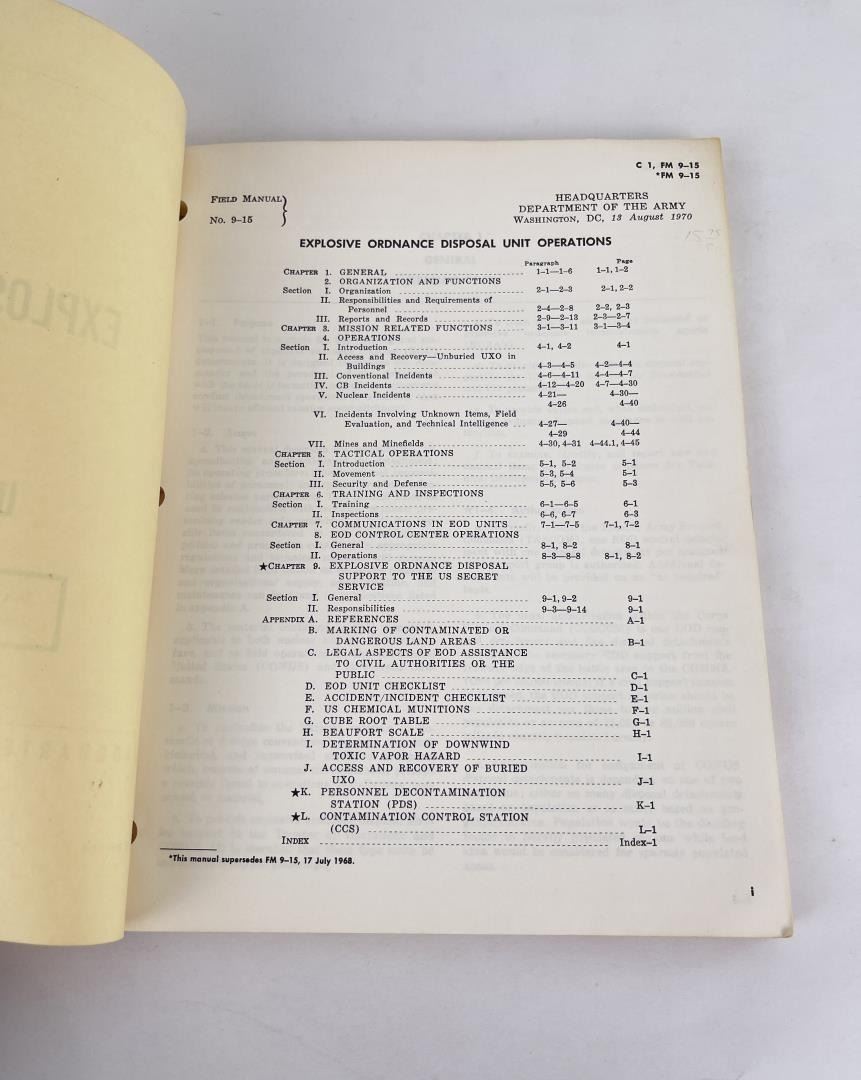 C 1, FM 9–15
*FM 9–15
FIELD MANUAL
No. 9–15
HEADQUARTERS
DEPARTMENT OF THE ARMY
WASHINGTON, DC, 13 August 1970
EXPLOSIVE ORDNANCE DISPOSAL UNIT OPERATIONS
Paragraph Page
CHAPTER 1. GENERAL 1-1—1-6 1-1, 1-2
2. ORGANIZATION AND FUNCTIONS
Section I. Organization 2-1—2-3 2-1, 2-2
II. Responsibilities and Requirements of
Personnel 2-4—2-8 2-2, 2-3
III. Reports and Records 2-9—2-13 2-3—2-7
CHAPTER 3. MISSION RELATED FUNCTIONS 3-1—3-11 3-1—3-4
4. OPERATIONS
Section I. Introduction 4-1, 4-2 4-1
II. Access and Recovery—Unburied UXO in
Buildings 4-3—4-5 4-2—4-4
III. Conventional Incidents 4-6—4-11 4-4—4-7
IV. CB Incidents 4-12—4-20 4-7—4-30
V. Nuclear Incidents 4-21— 4-30—
4-26 4-40
VI. Incidents Involving Unknown Items, Field
Evaluation, and Technical Intelligence 4-27— 4-40—
4-29 4-44
VII. Mines and Minefields 4-30, 4-31 4-44.1, 4-45
CHAPTER 5. TACTICAL OPERATIONS
Section I. Introduction 5-1, 5-2 5-1
II. Movement 5-3, 5-4 5-1
III. Security and Defense 5-5, 5-6 5-3
CHAPTER 6. TRAINING AND INSPECTIONS
Section I. Training 6-1—6-5 6-1
II. Inspections 6-6, 6-7 6-3
CHAPTER 7. COMMUNICATIONS IN EOD UNITS 7-1—7-5 7-1, 7-2
8. EOD CONTROL CENTER OPERATIONS
Section I. General 8-1, 8-2 8-1
II. Operations 8-3—8-8 8-1, 8-2
★CHAPTER 9. EXPLOSIVE ORDNANCE DISPOSAL
SUPPORT TO THE US SECRET
SERVICE
Section I. General 9-1, 9-2 9-1
II. Responsibilities 9-3—9-14 9-1
APPENDIX A. REFERENCES A-1
B. MARKING OF CONTAMINATED OR
DANGEROUS LAND AREAS B-1
C. LEGAL ASPECTS OF EOD ASSISTANCE
TO CIVIL AUTHORITIES OR THE
PUBLIC C-1
D. EOD UNIT CHECKLIST D-1
E. ACCIDENT/INCIDENT CHECKLIST E-1
F. US CHEMICAL MUNITIONS F-1
G. CUBE ROOT TABLE G-1
H. BEAUFORT SCALE H-1
I. DETERMINATION OF DOWNWIND
TOXIC VAPOR HAZARD I-1
J. ACCESS AND RECOVERY OF BURIED
UXO J-1
★K. PERSONNEL DECONTAMINATION
STATION (PDS) K-1
★L. CONTAMINATION CONTROL STATION
(CCS) L-1
INDEX Index-1
*This manual supersedes FM 9–15, 17 July 1968.
i